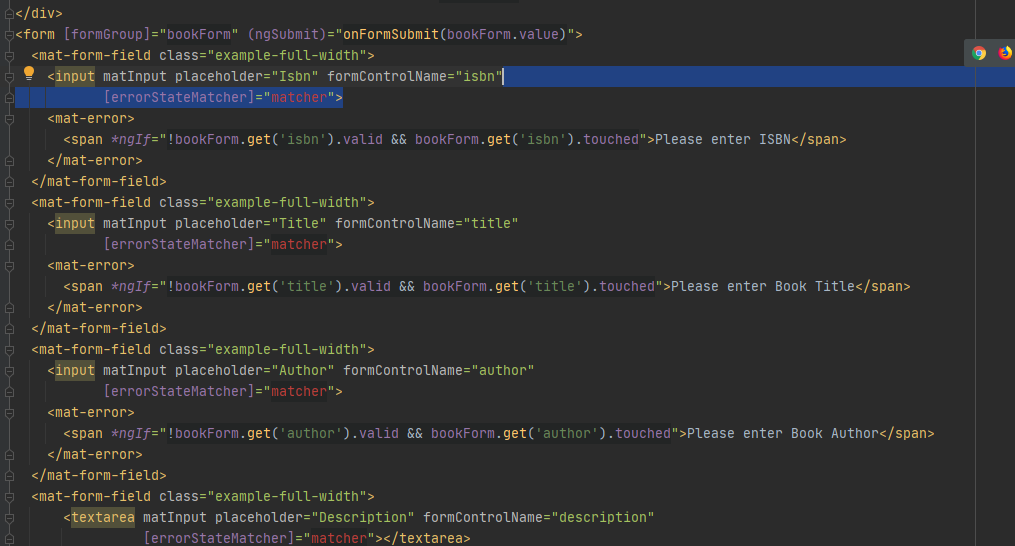 </div>
<form [formGroup]="bookForm" (ngSubmit)="onFormSubmit(bookForm.value)">
  <mat-form-field class="example-full-width">
    <input matInput placeholder="Isbn" formControlName="isbn"
           [errorStateMatcher]="matcher">
    <mat-error>
      <span *ngIf="!bookForm.get('isbn').valid && bookForm.get('isbn').touched">Please enter ISBN</span>
    </mat-error>
  </mat-form-field>
  <mat-form-field class="example-full-width">
    <input matInput placeholder="Title" formControlName="title"
           [errorStateMatcher]="matcher">
    <mat-error>
      <span *ngIf="!bookForm.get('title').valid && bookForm.get('title').touched">Please enter Book Title</span>
    </mat-error>
  </mat-form-field>
  <mat-form-field class="example-full-width">
    <input matInput placeholder="Author" formControlName="author"
           [errorStateMatcher]="matcher">
    <mat-error>
      <span *ngIf="!bookForm.get('author').valid && bookForm.get('author').touched">Please enter Book Author</span>
    </mat-error>
  </mat-form-field>
  <mat-form-field class="example-full-width">
      <textarea matInput placeholder="Description" formControlName="description"
                [errorStateMatcher]="matcher"></textarea>